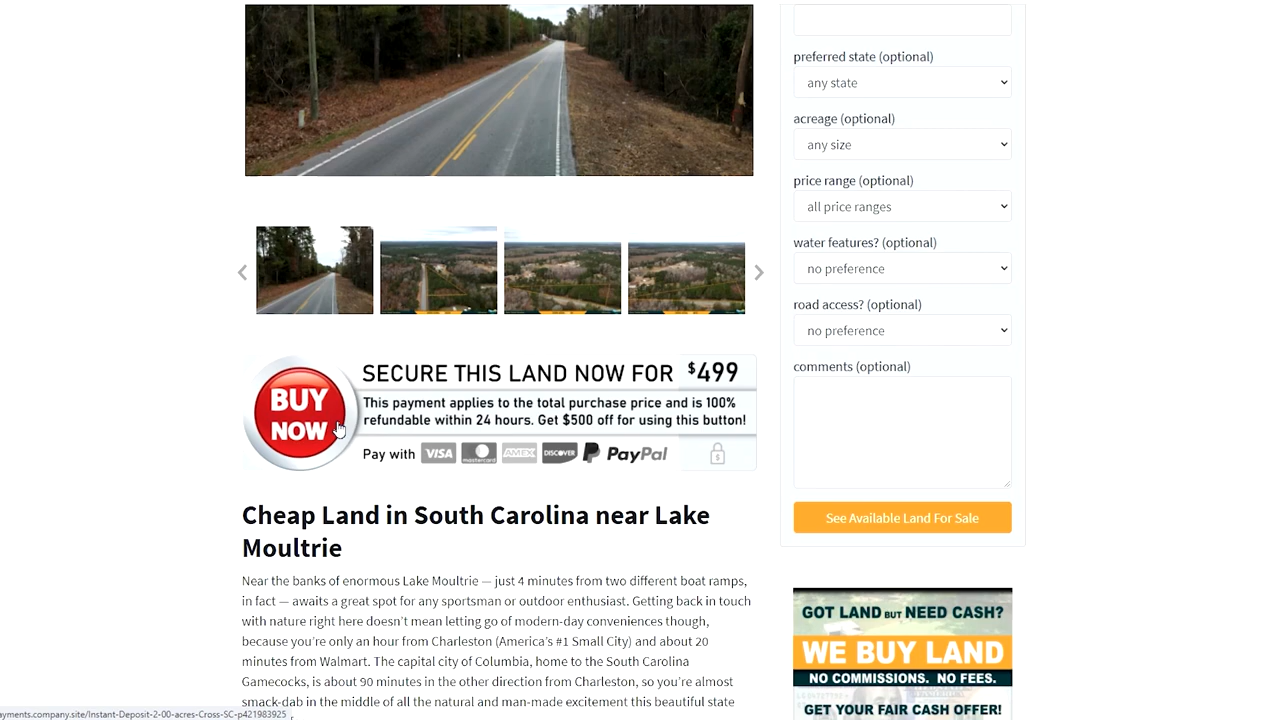 preferred state (optional)
any state
acreage (optional)
any size
price range (optional)
all price ranges
water features? (optional)
no preference
road access? (optional)
no preference
comments (optional)
See Available Land For Sale
BUY
NOW
SECURE THIS LAND NOW FOR $499
This payment applies to the total purchase price and is 100%
refundable within 24 hours. Get $500 off for using this button!
Pay with VISA mastercard AMEX DISCOVER PayPal
Cheap Land in South Carolina near Lake
Moultrie
Near the banks of enormous Lake Moultrie — just 4 minutes from two different boat ramps,
in fact — awaits a great spot for any sportsman or outdoor enthusiast. Getting back in touch
with nature right here doesn't mean letting go of modern-day conveniences though,
because you're only an hour from Charleston (America's #1 Small City) and about 20
minutes from Walmart. The capital city of Columbia, home to the South Carolina
Gamecocks, is about 90 minutes in the other direction from Charleston, so you're almost
smack-dab in the middle of all the natural and man-made excitement this beautiful state
GOT LAND BUT NEED CASH?
WE BUY LAND
NO COMMISSIONS. NO FEES.
GET YOUR FAIR CASH OFFER!
ayments.company.site/Instant-Deposit-2-00-acres-Cross-SC-p421983925